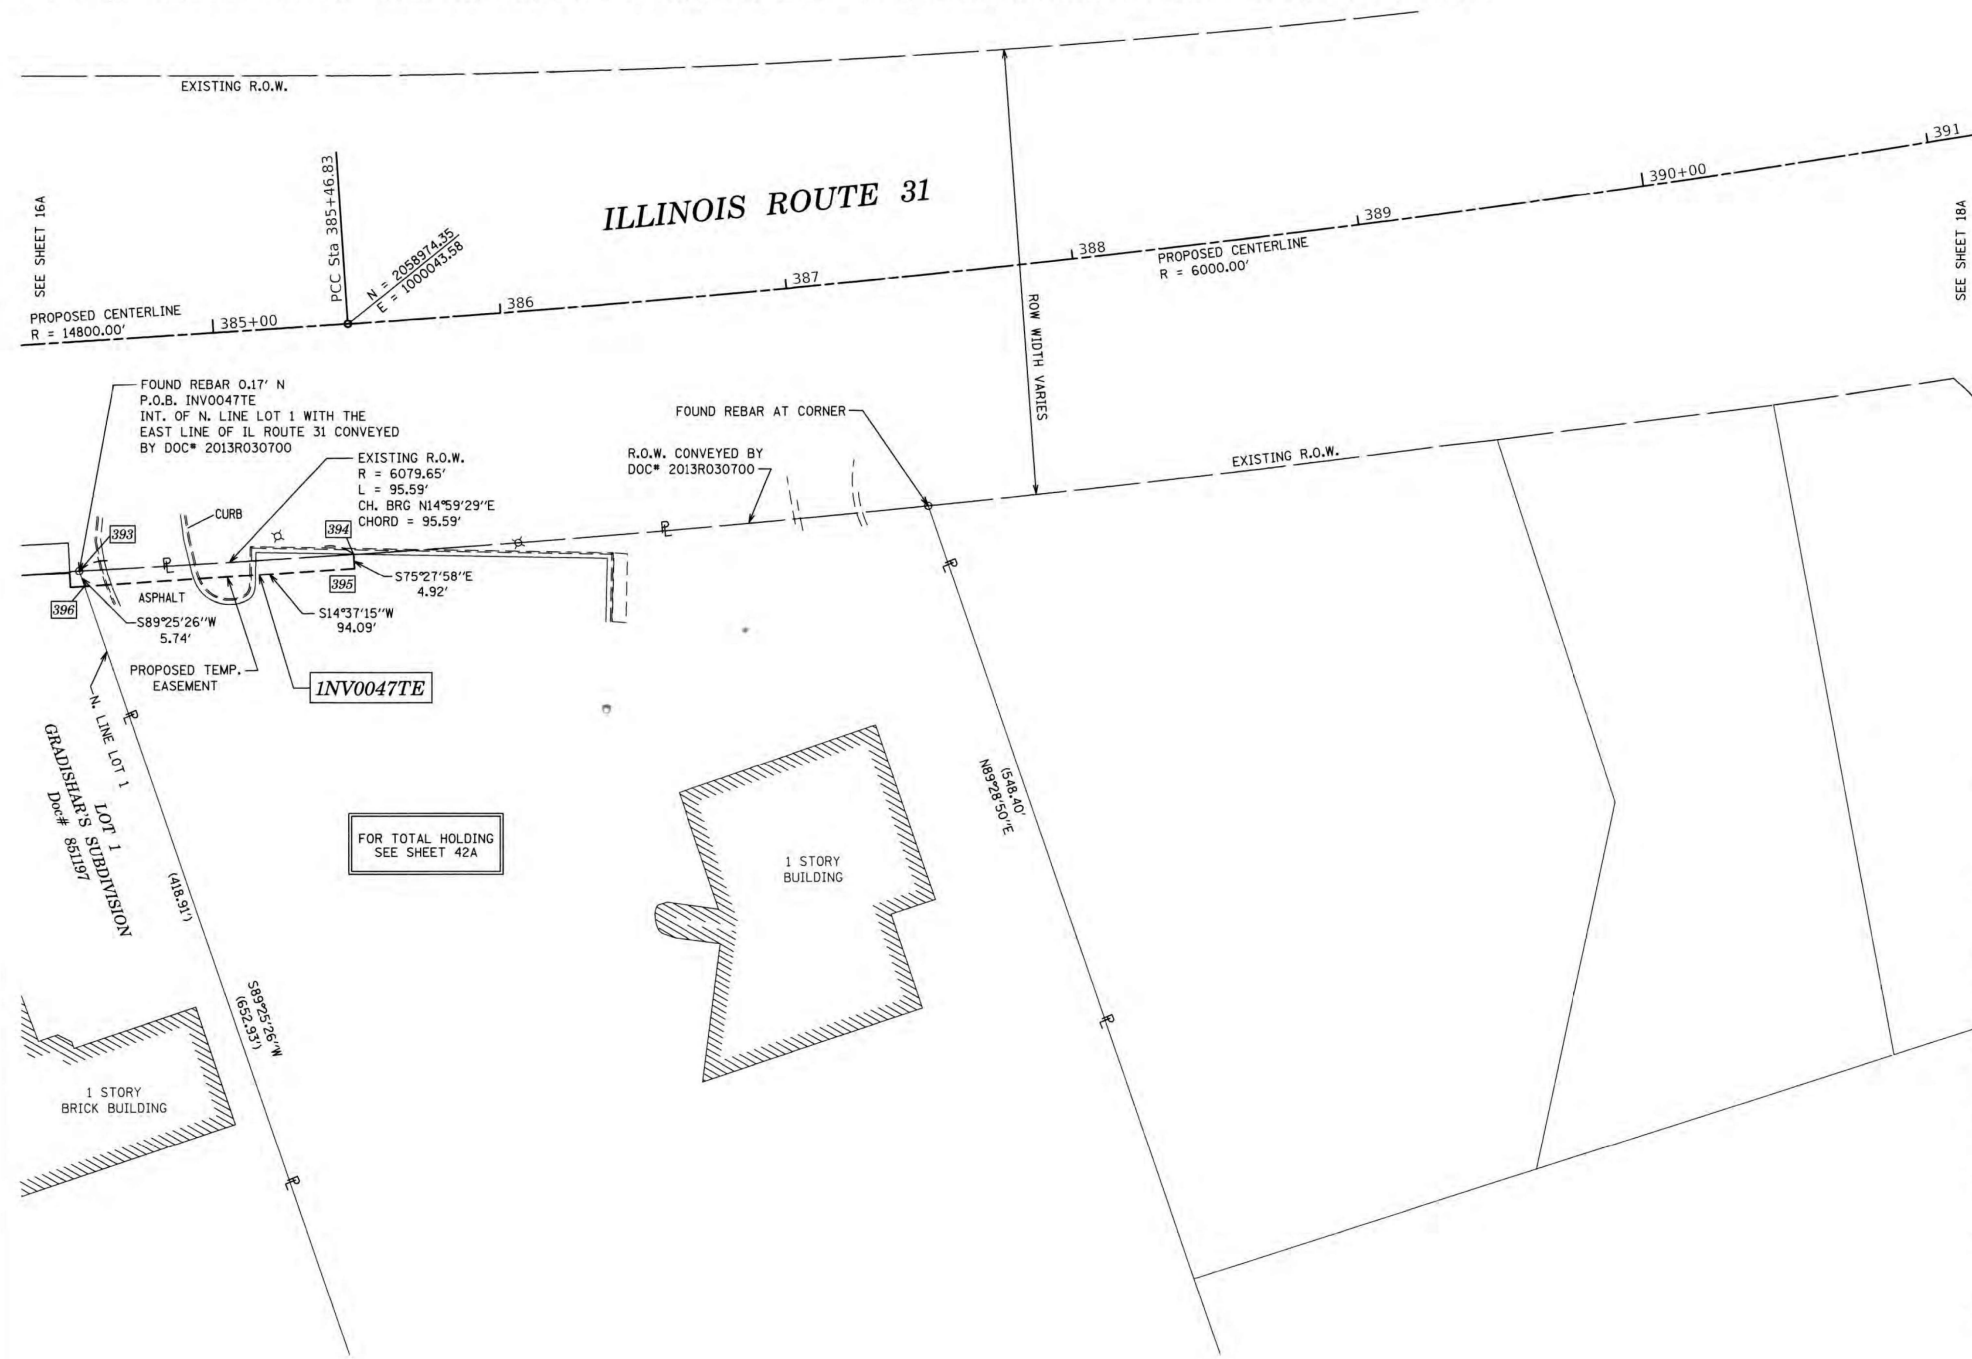 EXISTING R.O.W.
ILLINOIS ROUTE 31
SEE SHEET 16A
PCC Sta 385+46.83
N = 2058974.35
E = 1000043.58
PROPOSED CENTERLINE
R = 14800.00'
385+00
386
387
388
389
390+00
391
PROPOSED CENTERLINE
R = 6000.00'
SEE SHEET 18A
ROW WIDTH VARIES
FOUND REBAR 0.17' N
P.O.B. INV0047TE
INT. OF N. LINE LOT 1 WITH THE
EAST LINE OF IL ROUTE 31 CONVEYED
BY DOC# 2013R030700
EXISTING R.O.W.
R = 6079.65'
L = 95.59'
CH. BRG N14°59'29"E
CHORD = 95.59'
FOUND REBAR AT CORNER
R.O.W. CONVEYED BY
DOC# 2013R030700
EXISTING R.O.W.
CURB
393
394
395
396
ASPHALT
S89°25'26"W
5.74'
S75°27'58"E
4.92'
S14°37'15"W
94.09'
PROPOSED TEMP.
EASEMENT
1NV0047TE
N. LINE LOT 1
LOT 1
GRADISHAR'S SUBDIVISION
Doc# 851197
(418.91')
S89°25'26"W
(652.93')
FOR TOTAL HOLDING
SEE SHEET 42A
1 STORY
BUILDING
(548.40'
N89°28'50"E
1 STORY
BRICK BUILDING